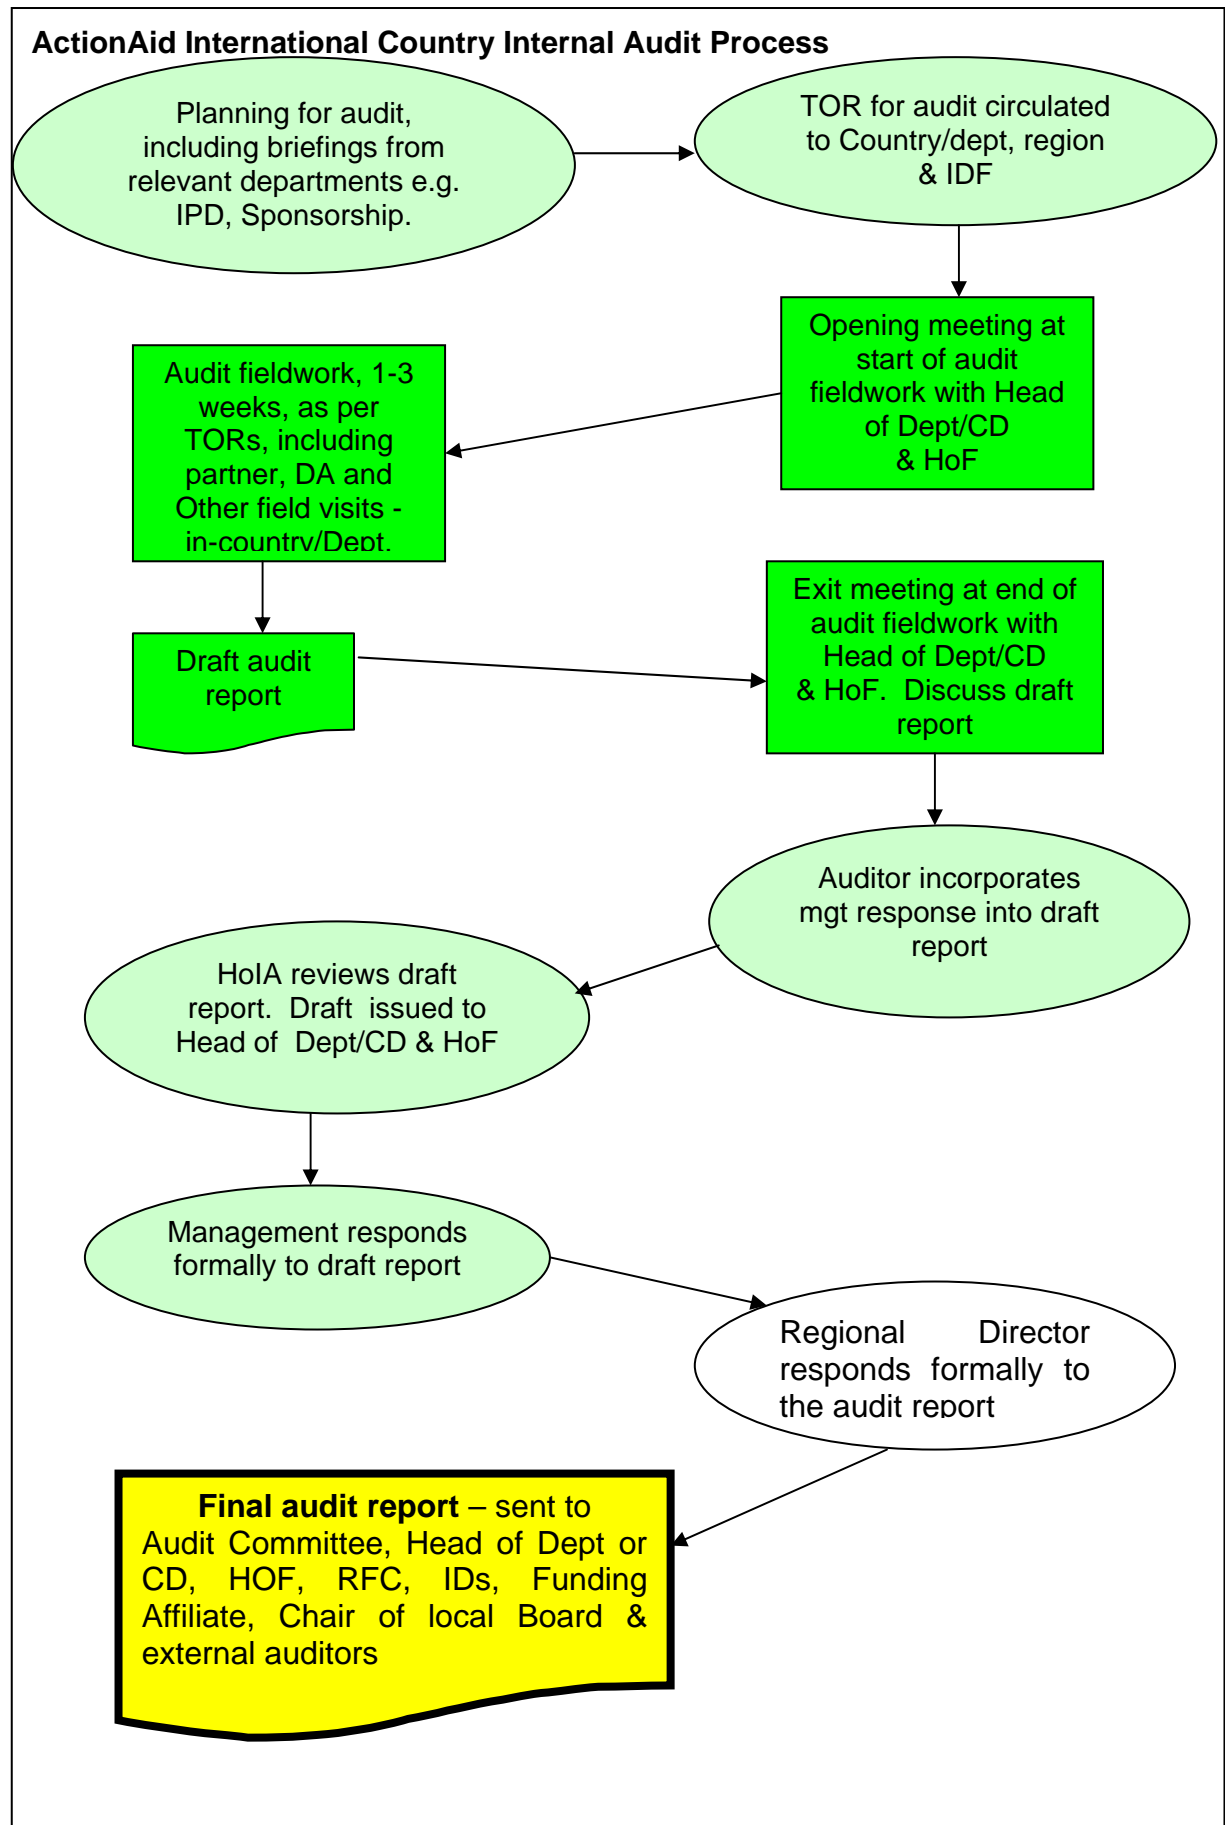 ActionAid International Country Internal Audit Process
Planning for audit,
including briefings from
relevant departments e.g.
IPD, Sponsorship.
TOR for audit circulated
to Country/dept, region
& IDF
Opening meeting at
start of audit
fieldwork with Head
of Dept/CD
& HoF
Audit fieldwork, 1-3
weeks, as per
TORs, including
partner, DA and
Other field visits -
in-country/Dept.
Draft audit
report
Exit meeting at end of
audit fieldwork with
Head of Dept/CD
& HoF.  Discuss draft
report
Auditor incorporates
mgt response into draft
report
HoIA reviews draft
report.  Draft  issued to
Head of  Dept/CD & HoF
Management responds
formally to draft report
Regional Director
responds formally to
the audit report
Final audit report – sent to
Audit Committee, Head of Dept or
CD, HOF, RFC, IDs, Funding
Affiliate, Chair of local Board &
external auditors